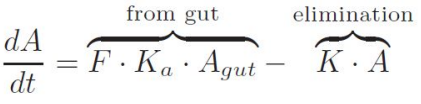 from gut elimination
dA/dt = F · K_a · A_gut − K · A